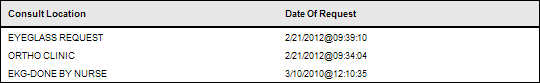 Consult Location Date Of Request
EYEGLASS REQUEST 2/21/2012@09:39:10
ORTHO CLINIC 2/21/2012@09:34:04
EKG-DONE BY NURSE 3/10/2010@12:10:35